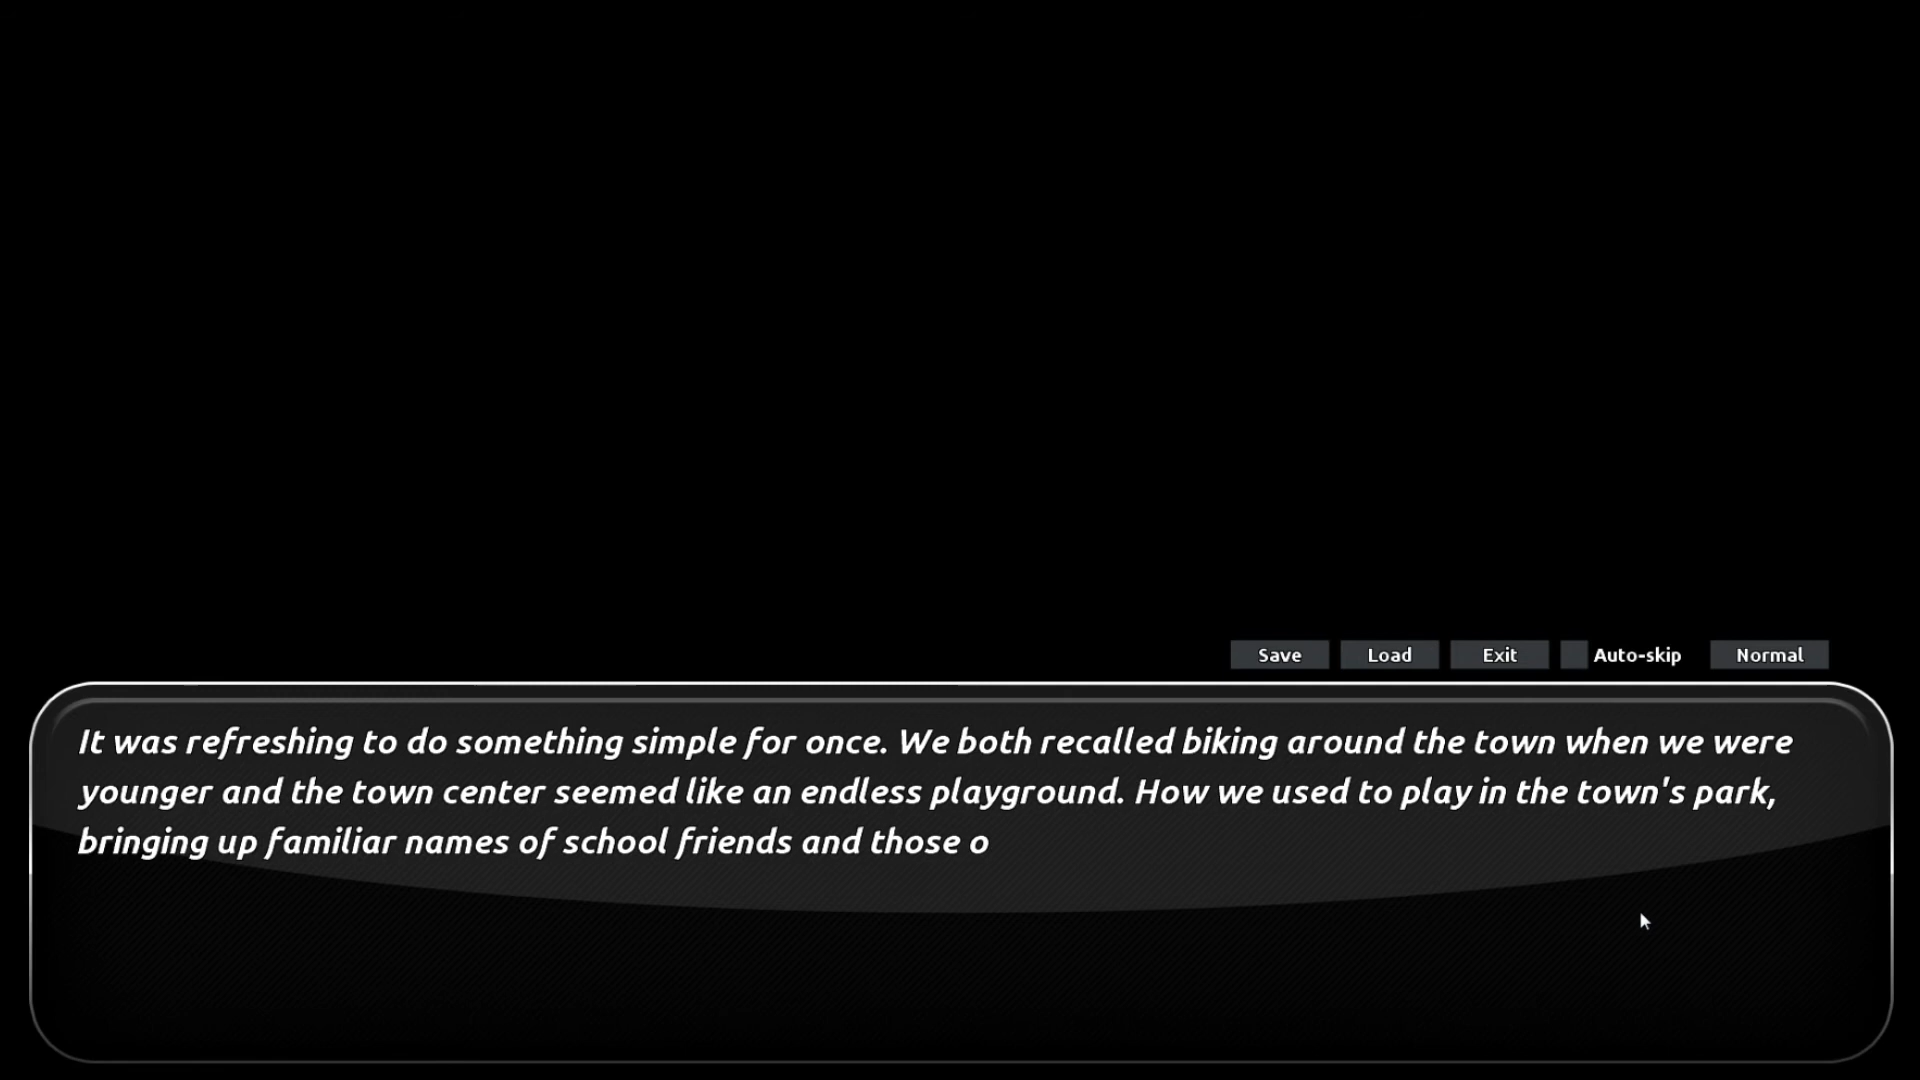 Save Load Exit Auto-skip Normal
It was refreshing to do something simple for once. We both recalled biking around the town when we were
younger and the town center seemed like an endless playground. How we used to play in the town's park,
bringing up familiar names of school friends and those o